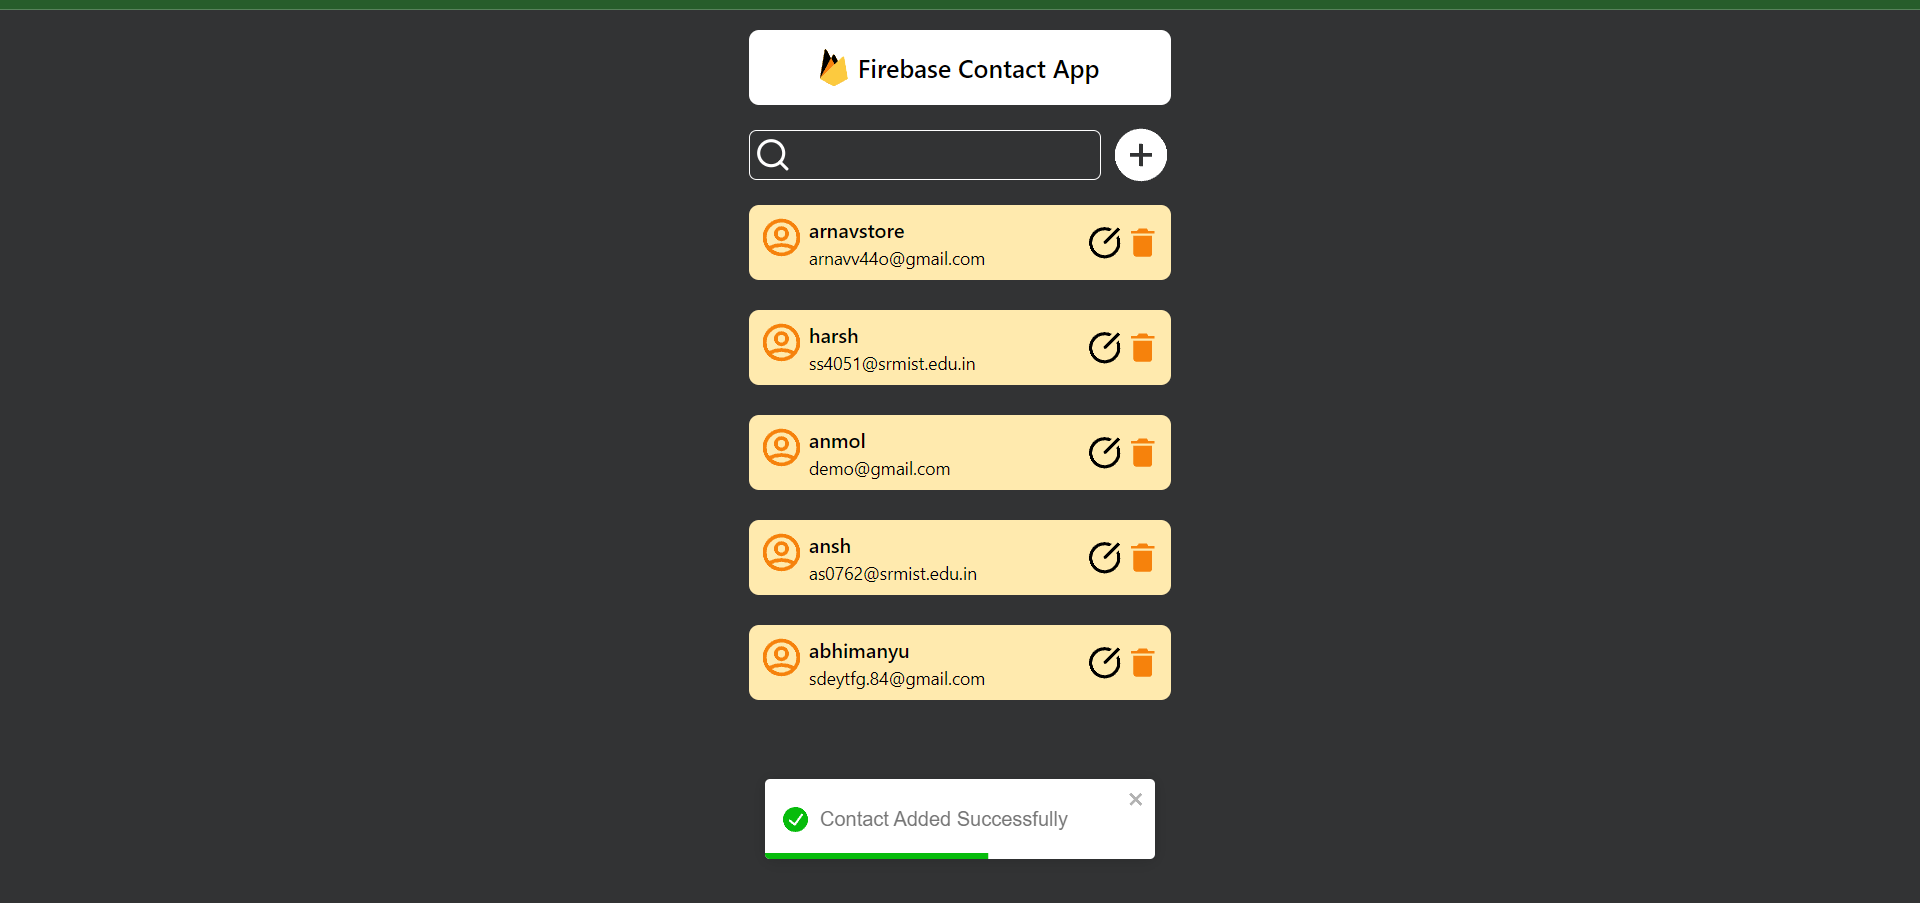 Firebase Contact App
arnavstore
arnavv44o@gmail.com
harsh
ss4051@srmist.edu.in
anmol
demo@gmail.com
ansh
as0762@srmist.edu.in
abhimanyu
sdeytfg.84@gmail.com
Contact Added Successfully